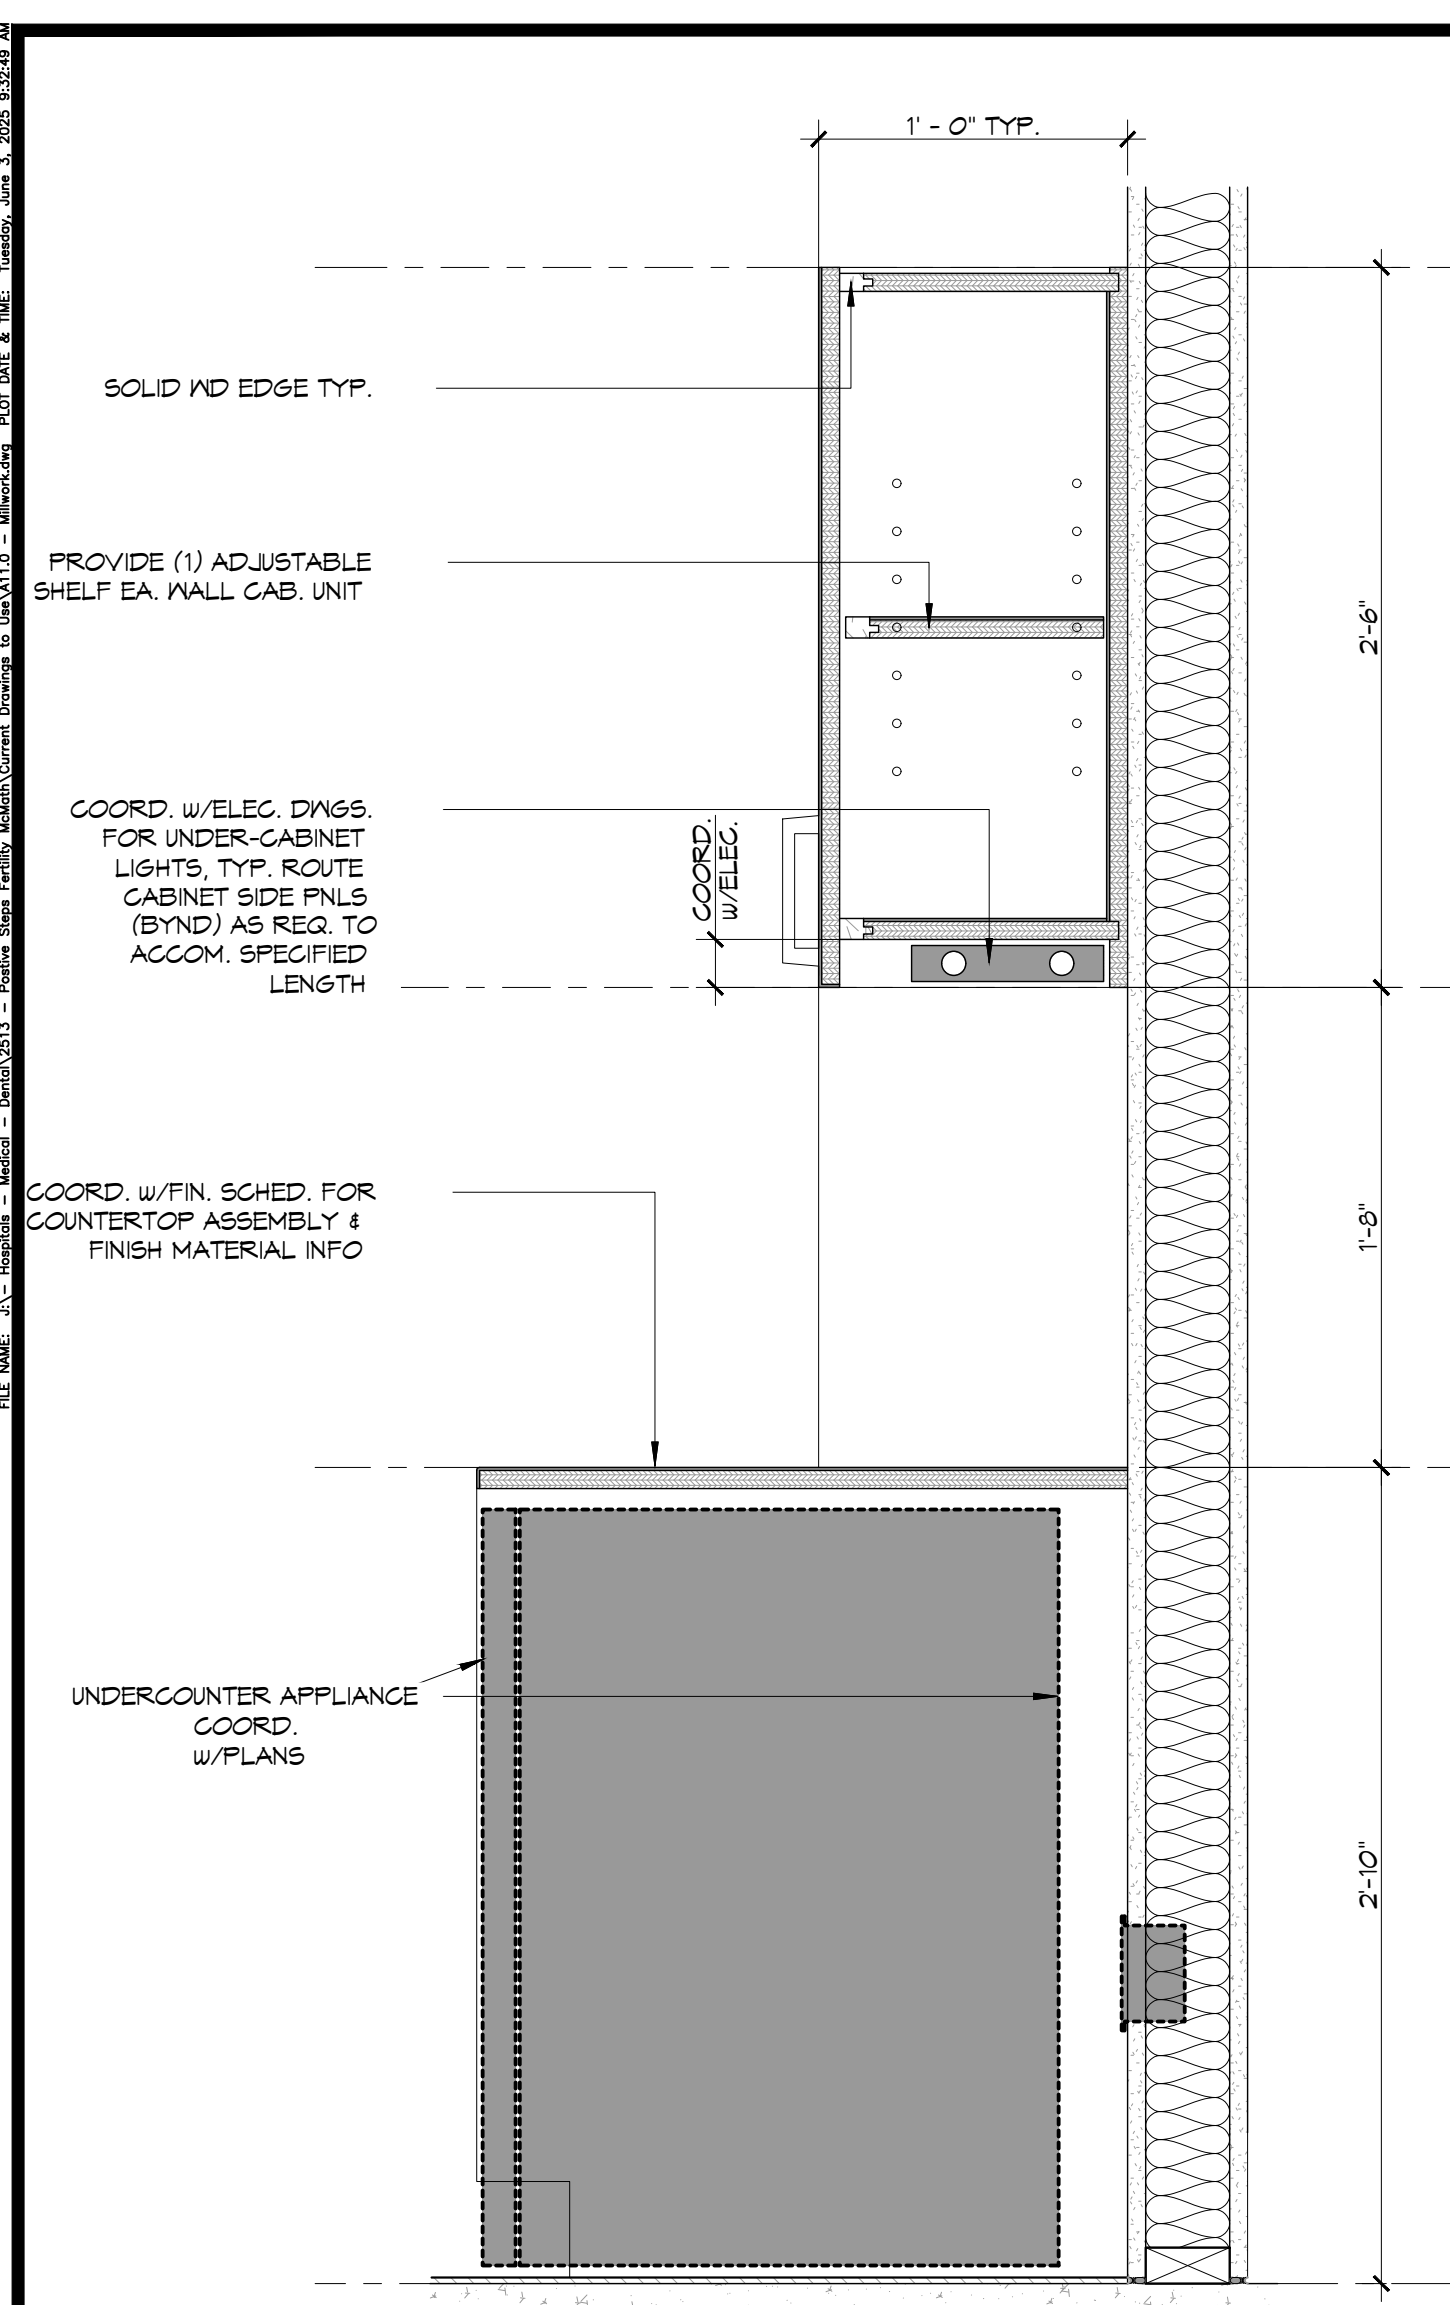 FILE NAME: J:\- Hospitals - Medical - Dental\2513 - Postive Steps Fertility McMath\Current Drawings to Use\A11.0 - Millwork.dwg PLOT DATE & TIME: Tuesday, June 3, 2025 9:32:49 AM
1' - 0" TYP.
SOLID WD EDGE TYP.
PROVIDE (1) ADJUSTABLE
SHELF EA. WALL CAB. UNIT
2'-6"
COORD. w/ELEC. DWGS.
FOR UNDER-CABINET
LIGHTS, TYP. ROUTE
CABINET SIDE PNLS
(BYND) AS REQ. TO
ACCOM. SPECIFIED
LENGTH
COORD.
w/ELEC.
COORD. w/FIN. SCHED. FOR
COUNTERTOP ASSEMBLY &
FINISH MATERIAL INFO
1'-8"
UNDERCOUNTER APPLIANCE
COORD.
w/PLANS
2'-10"